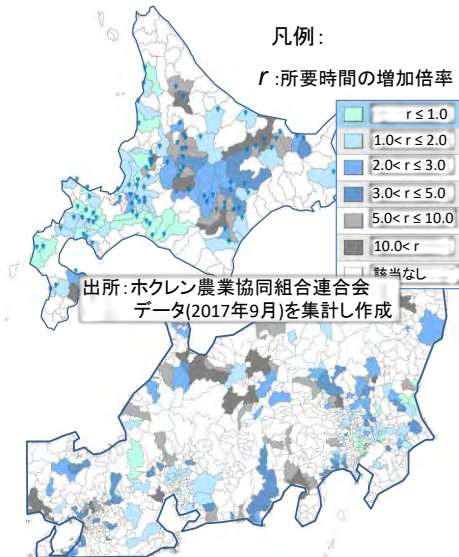 凡例:
r :所要時間の増加倍率
r ≤ 1.0
1.0< r ≤ 2.0
2.0< r ≤ 3.0
3.0< r ≤ 5.0
5.0< r ≤ 10.0
10.0< r
該当なし
出所:ホクレン農業協同組合連合会
データ(2017年9月)を集計し作成